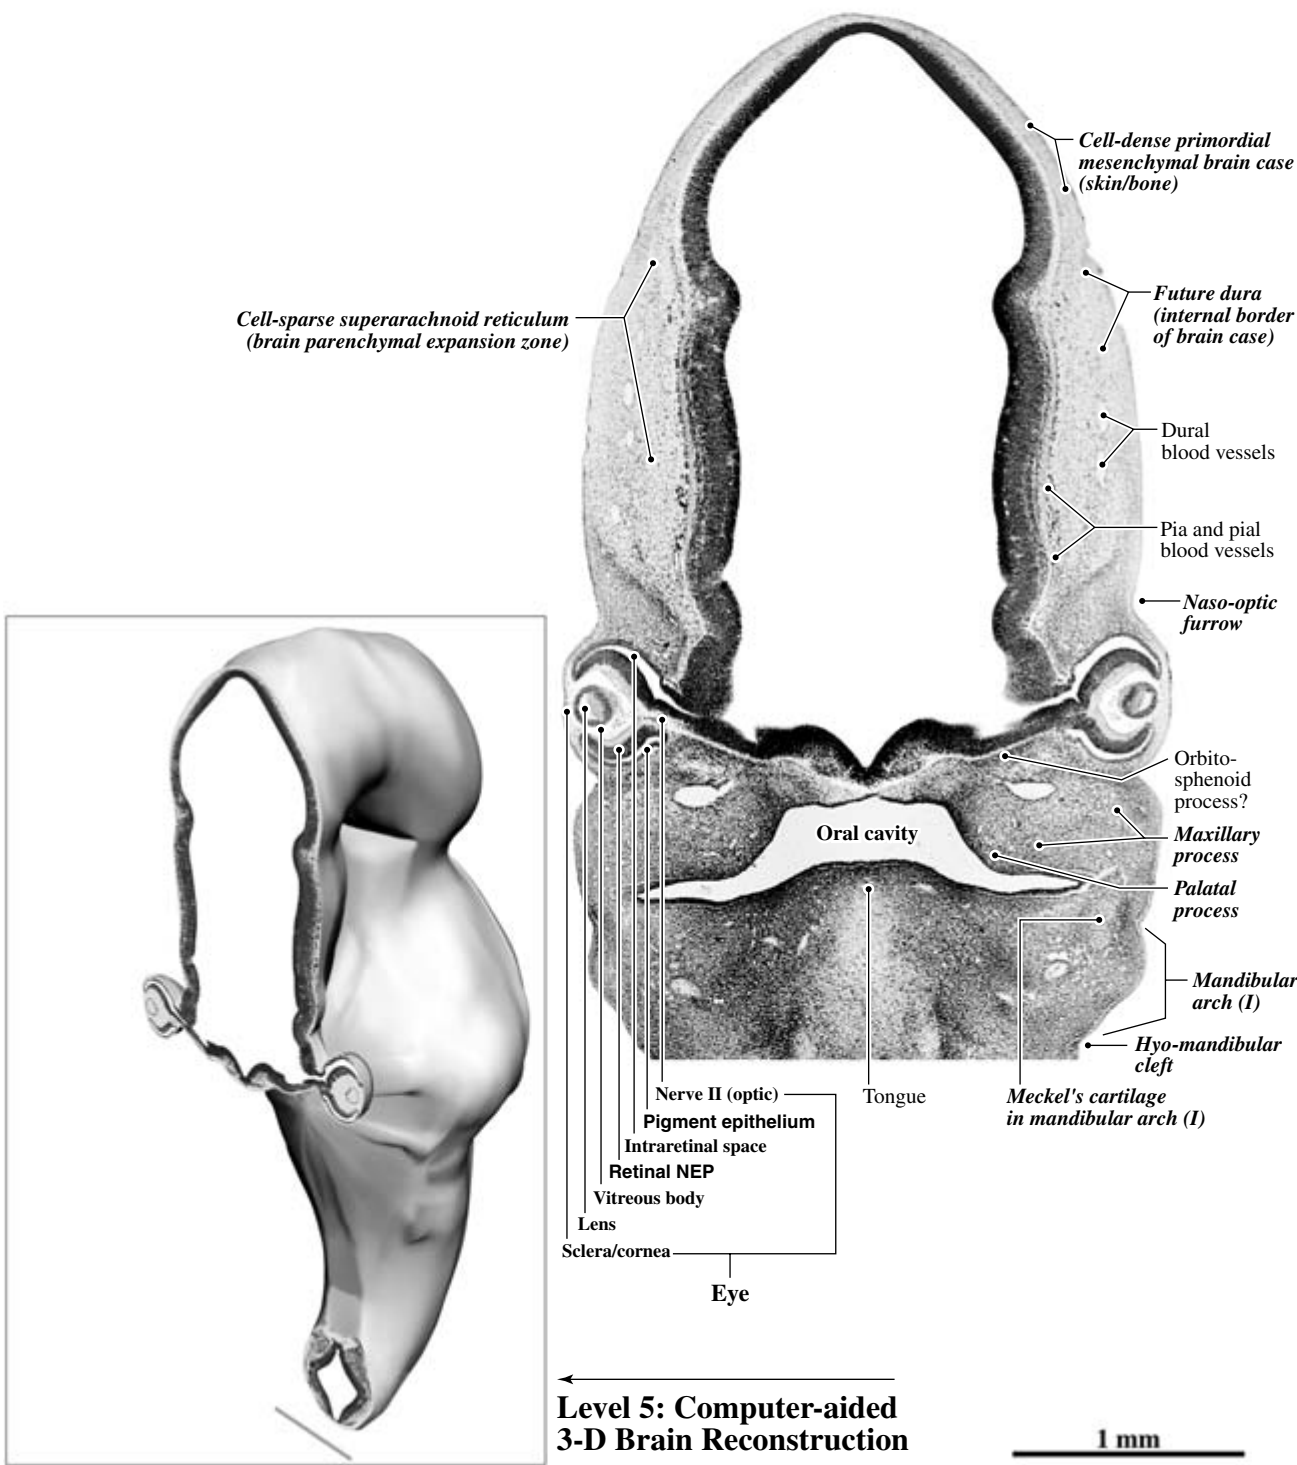 Cell-dense primordial
mesenchymal brain case
(skin/bone)
Cell-sparse superarachnoid reticulum
(brain parenchymal expansion zone)
Future dura
(internal border
of brain case)
Dural
blood vessels
Pia and pial
blood vessels
Naso-optic
furrow
Orbito-
sphenoid
process?
Oral cavity
Maxillary
process
Palatal
process
Mandibular
arch (I)
Hyo-mandibular
cleft
Meckel's cartilage
in mandibular arch (I)
Tongue
Nerve II (optic)
Pigment epithelium
Intraretinal space
Retinal NEP
Vitreous body
Lens
Sclera/cornea
Eye
Level 5: Computer-aided
3-D Brain Reconstruction
1 mm